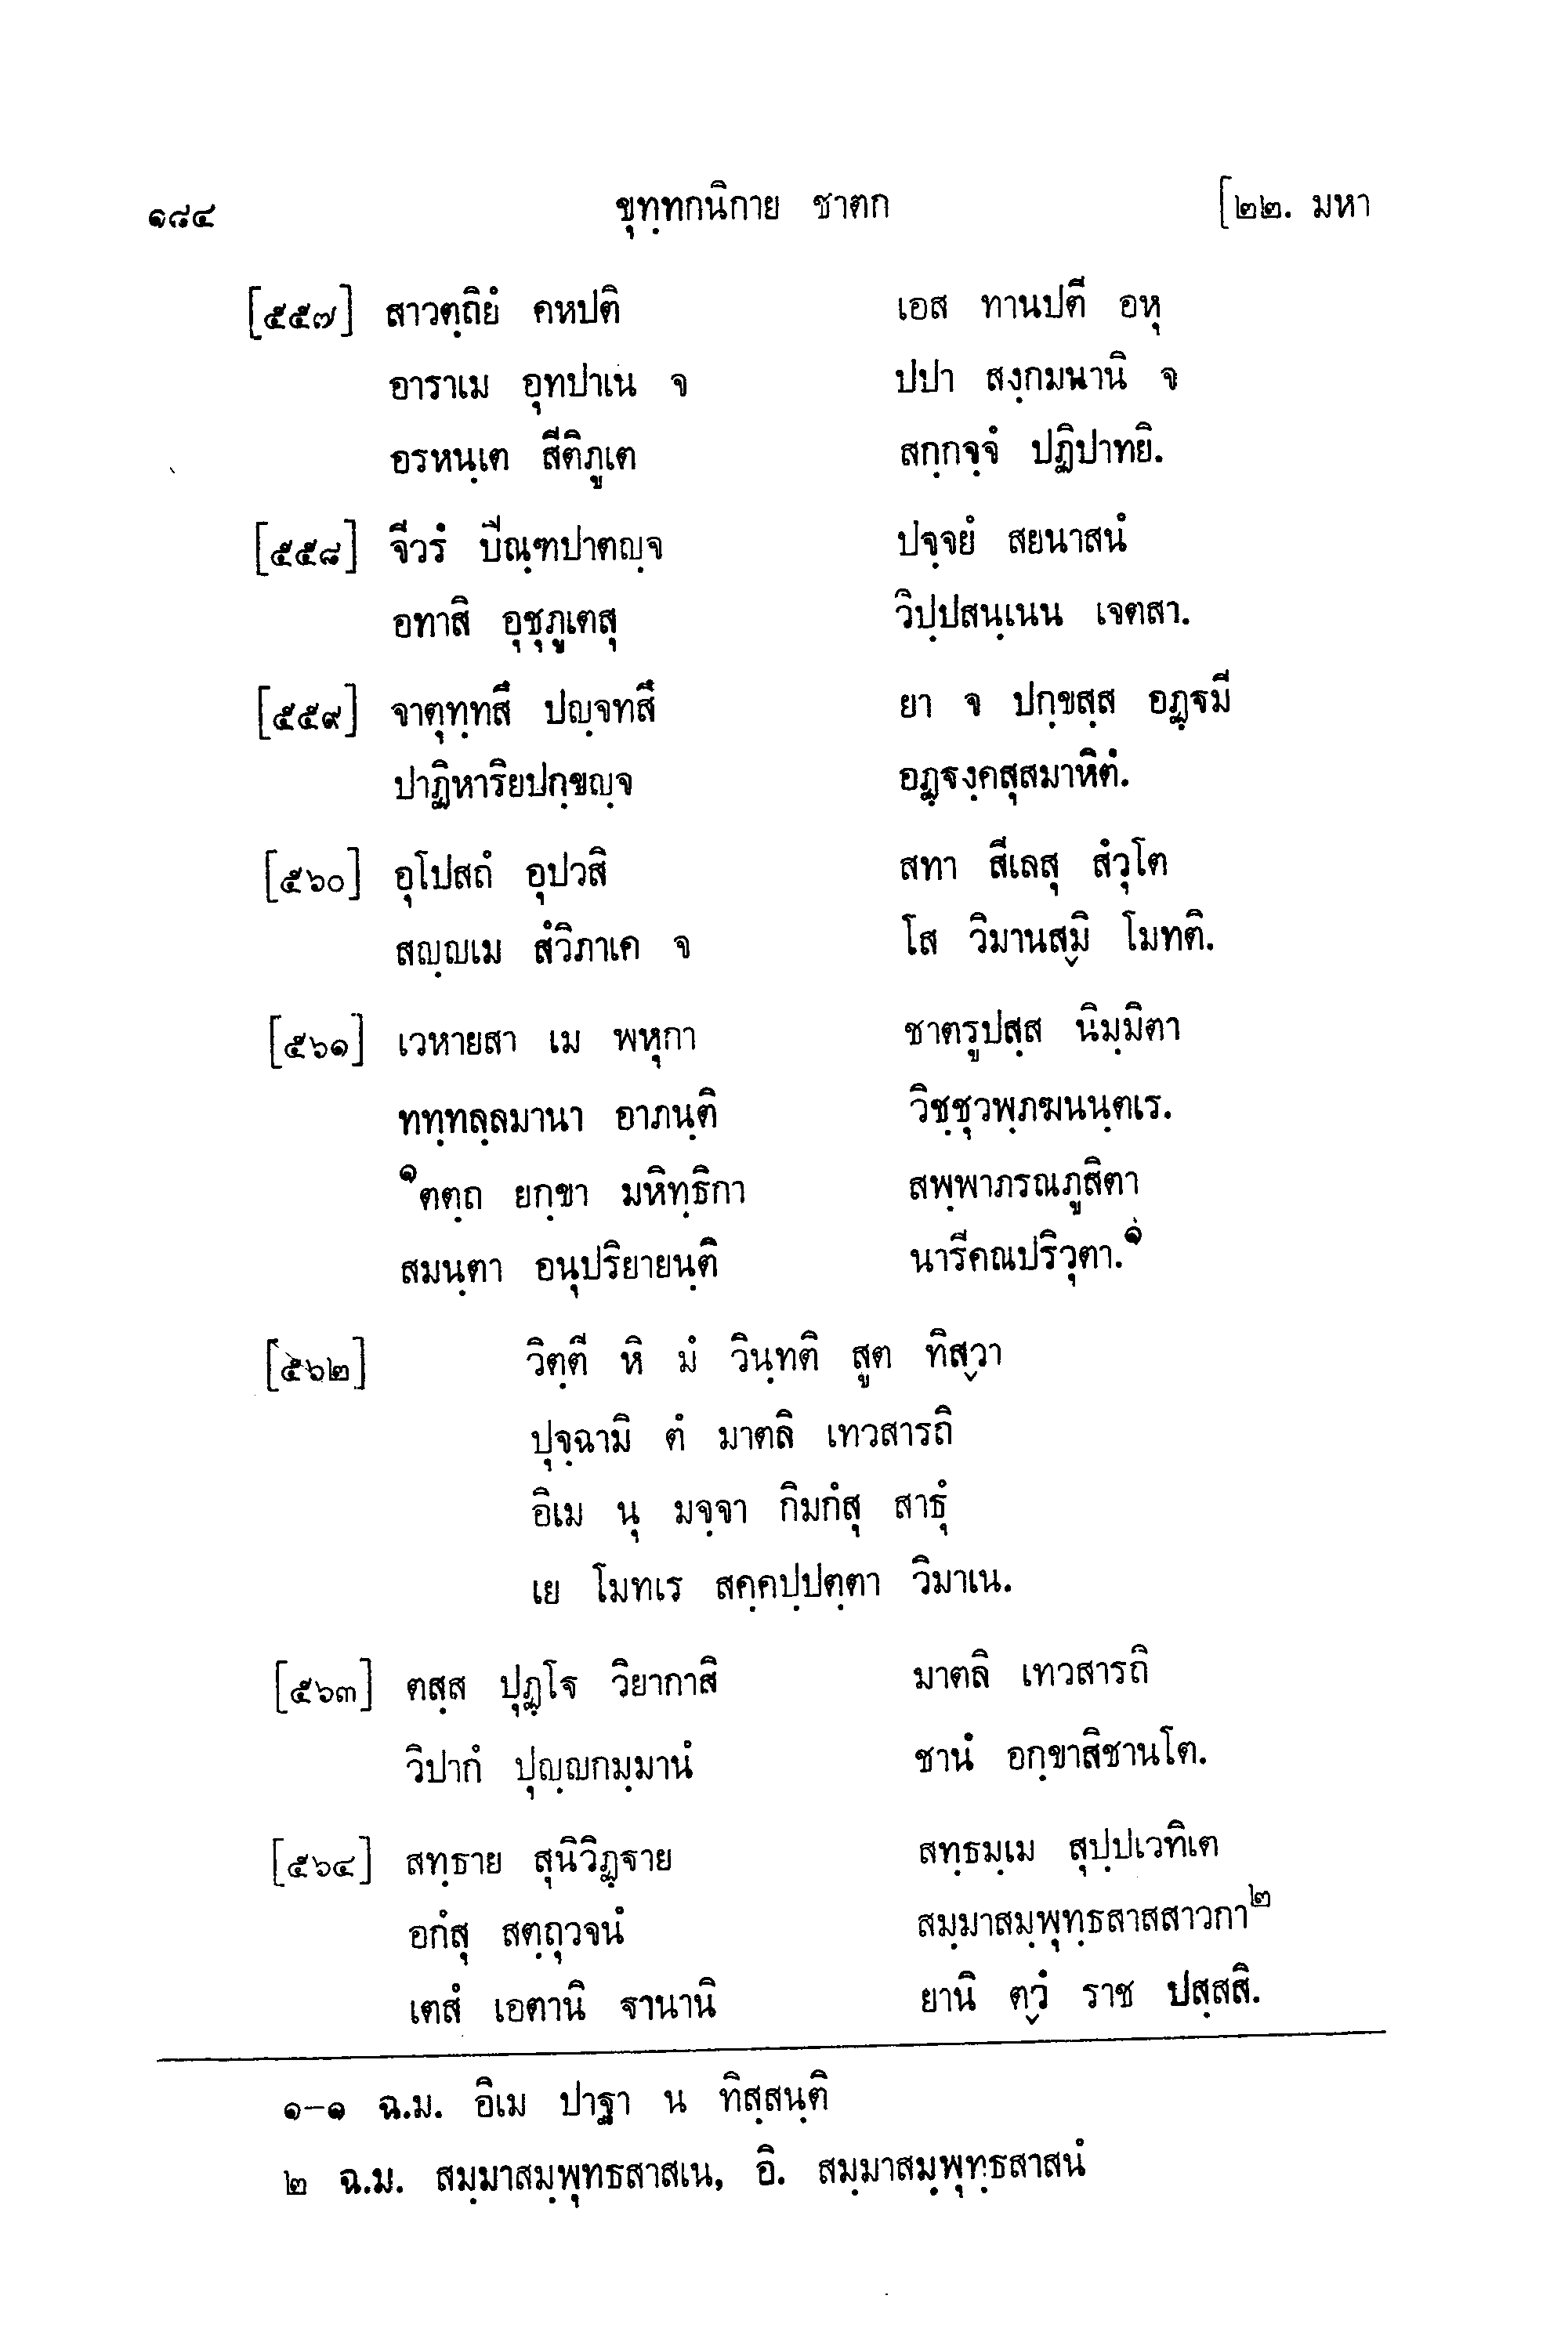 ๑๘๔ ขุทฺทกนิกาย ชาตก [๒๒. มหา
[๕๕๗] สาวตฺถิยํ คหปติ เอส ทานปตี อหุ
อาราเม อุทปาเน จ ปปา สงฺกมนานิ จ
อรหนฺเต สีติภูเต สกฺกจฺจํ ปฏิปาทยิ.
[๕๕๘] จีวรํ ปิณฺฑปาตญฺจ ปจฺจยํ สยนาสนํ
อทาสิ อุชุภูเตสุ วิปฺปสนฺเนน เจตสา.
[๕๕๙] จาตุทฺทสึ ปญฺจทสึ ยา จ ปกฺขสฺส อฏฺฐมี
ปาฏิหาริยปกฺขญฺจ อฏฺฐงฺคสุสมาหิตํ.
[๕๖๐] อุโปสถํ อุปวสิ สทา สีเลสุ สํวุโต
สญฺญเม สํวิภาเค จ โส วิมานสฺมิ โมทติ.
[๕๖๑] เวหายสา เม พหุกา ชาตรูปสฺส นิมฺมิตา
ททฺทลฺลมานา อาภนฺติ วิชฺชุวพฺภฆนนฺตเร.
๑ตตฺถ ยกฺขา มหิทฺธิกา สพฺพาภรณภูสิตา
สมนฺตา อนุปริยายนฺติ นารีคณปริวุตา.๑
[๕๖๒] วิตฺตี หิ มํ วินฺทติ สูต ทิสฺวา
ปุจฺฉามิ ตํ มาตลิ เทวสารถิ
อิเม นุ มจฺจา กิมกํสุ สาธุํ
เย โมทเร สคฺคปฺปตฺตา วิมาเน.
[๕๖๓] ตสฺส ปุฏฺโฐ วิยากาสิ มาตลิ เทวสารถิ
วิปากํ ปุญฺญกมฺมานํ ชานํ อกฺขาสิชานโต.
[๕๖๔] สทฺธาย สุนิวิฏฺฐาย สทฺธมฺเม สุปฺปเวทิเต
อกํสุ สตฺถุวจนํ สมฺมาสมฺพุทฺธสาสสาวกา๒
เตสํ เอตานิ ฐานานิ ยานิ ตฺวํ ราช ปสฺสสิ.
๑-๑ ฉ.ม. อิเม ปาฐา น ทิสฺสนฺติ
๒ ฉ.ม. สมฺมาสมฺพุทธสาสเน, อิ. สมฺมาสมฺพุทฺธสาสนํ